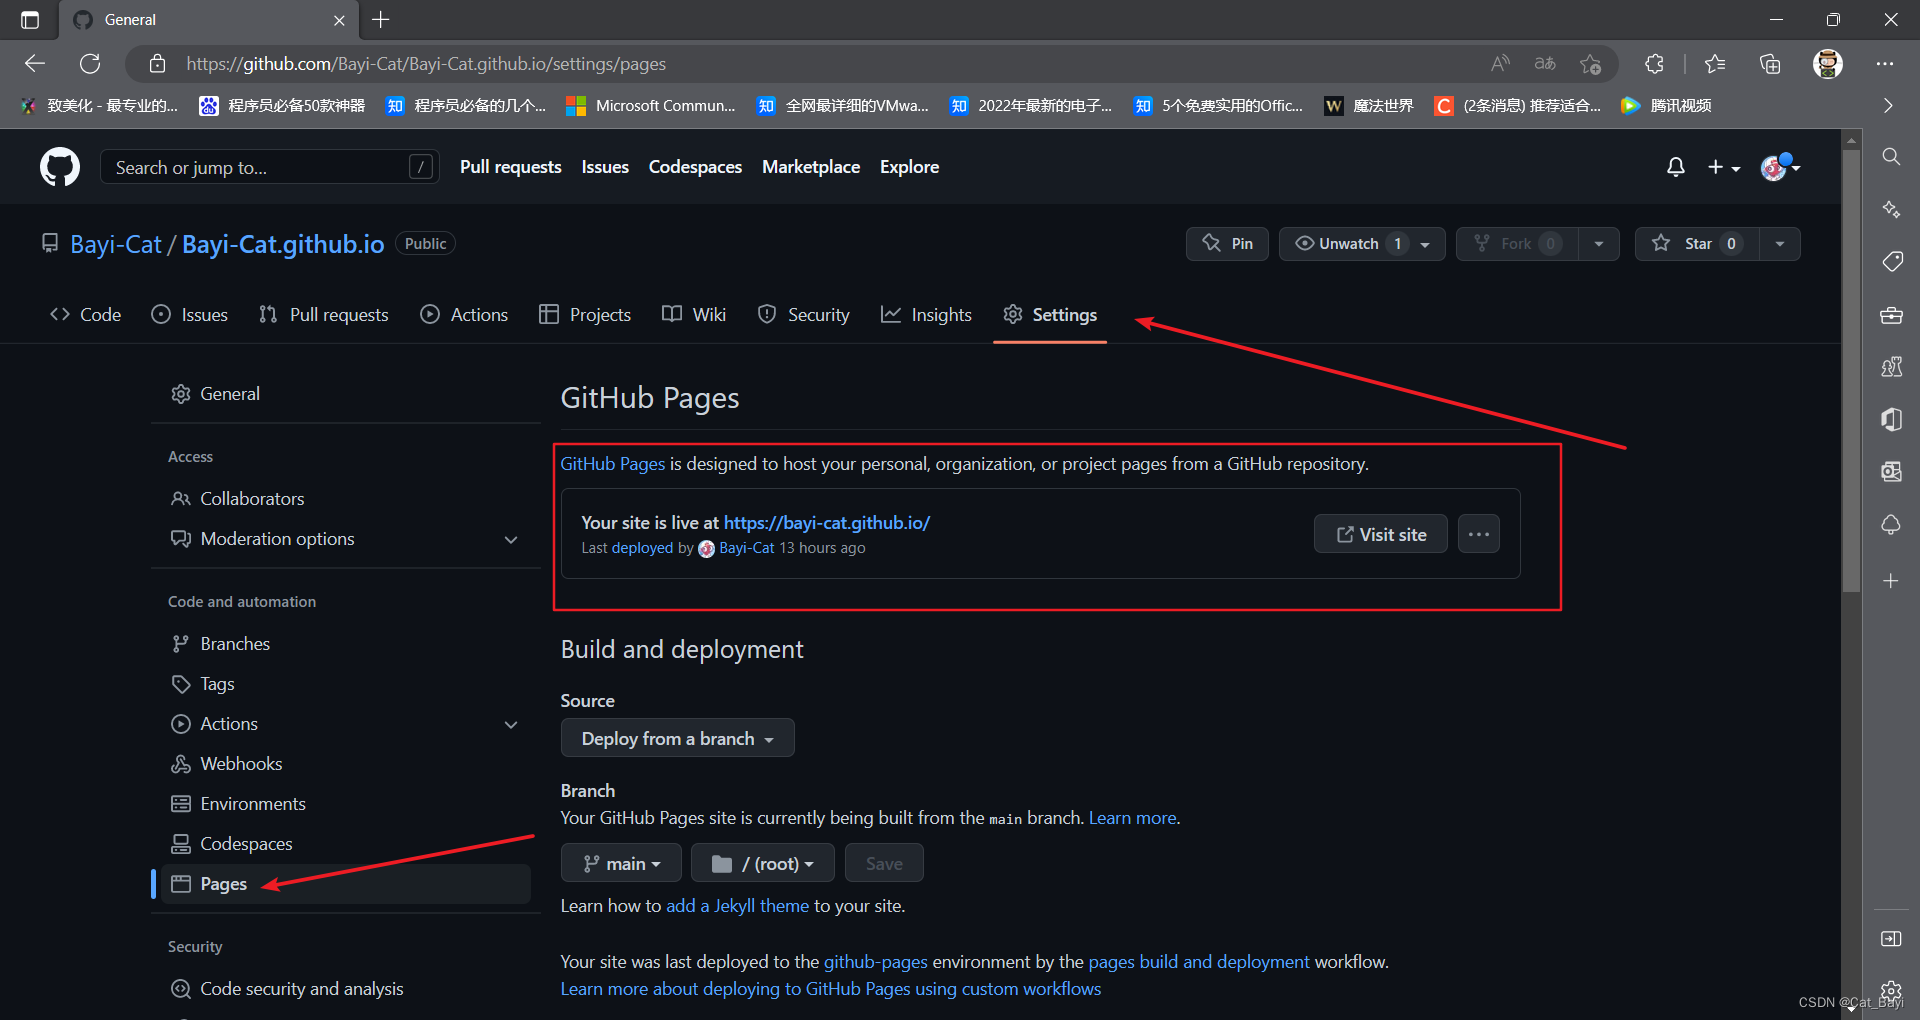 General
https://github.com/Bayi-Cat/Bayi-Cat.github.io/settings/pages
致美化 - 最专业的... 程序员必备50款神器 知 程序员必备的几个... Microsoft Commun... 知 全网最详细的VMwa... 知 2022年最新的电子... 知 5个免费实用的Offic... W 魔法世界 C (2条消息) 推荐适合... 腾讯视频
Search or jump to... / Pull requests Issues Codespaces Marketplace Explore
Bayi-Cat / Bayi-Cat.github.io Public Pin Unwatch 1 Fork 0 Star 0
Code Issues Pull requests Actions Projects Wiki Security Insights Settings
General
Access
Collaborators
Moderation options
Code and automation
Branches
Tags
Actions
Webhooks
Environments
Codespaces
Pages
Security
Code security and analysis
GitHub Pages
GitHub Pages is designed to host your personal, organization, or project pages from a GitHub repository.
Your site is live at https://bayi-cat.github.io/
Last deployed by Bayi-Cat 13 hours ago
Visit site
Build and deployment
Source
Deploy from a branch
Branch
Your GitHub Pages site is currently being built from the main branch. Learn more.
main / (root) Save
Learn how to add a Jekyll theme to your site.
Your site was last deployed to the github-pages environment by the pages build and deployment workflow.
Learn more about deploying to GitHub Pages using custom workflows
CSDN @Cat_Bayi